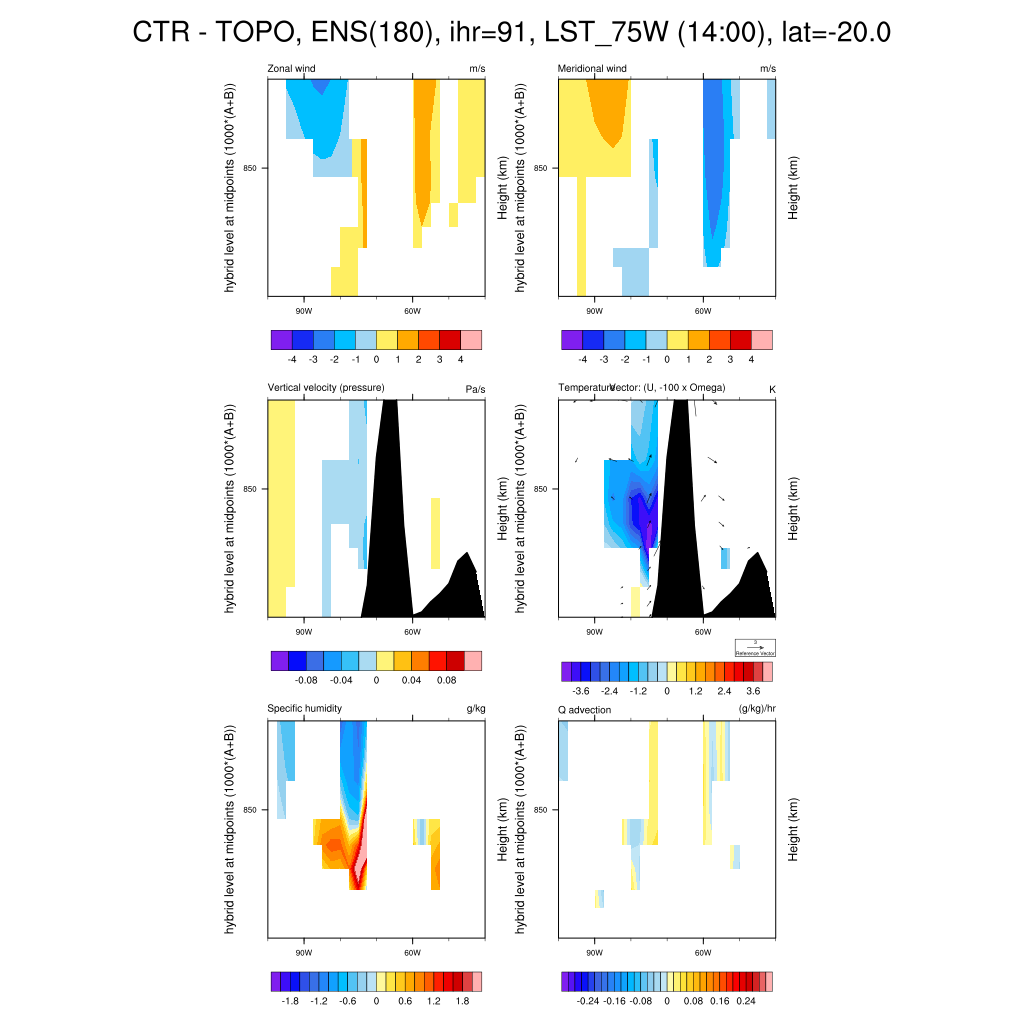 CTR - TOPO, ENS(180), ihr=91, LST_75W (14:00), lat=-20.0
Zonal wind m/s
hybrid level at midpoints (1000*(A+B))
850
Height (km)
90W 60W
-4 -3 -2 -1 0 1 2 3 4
Meridional wind m/s
hybrid level at midpoints (1000*(A+B))
850
Height (km)
90W 60W
-4 -3 -2 -1 0 1 2 3 4
Vertical velocity (pressure) Pa/s
hybrid level at midpoints (1000*(A+B))
850
Height (km)
90W 60W
-0.08 -0.04 0 0.04 0.08
Temperature Vector: (U, -100 x Omega) K
hybrid level at midpoints (1000*(A+B))
850
Height (km)
90W 60W
3
Reference Vector
-3.6 -2.4 -1.2 0 1.2 2.4 3.6
Specific humidity g/kg
hybrid level at midpoints (1000*(A+B))
850
Height (km)
90W 60W
-1.8 -1.2 -0.6 0 0.6 1.2 1.8
Q advection (g/kg)/hr
hybrid level at midpoints (1000*(A+B))
850
Height (km)
90W 60W
-0.24 -0.16 -0.08 0 0.08 0.16 0.24